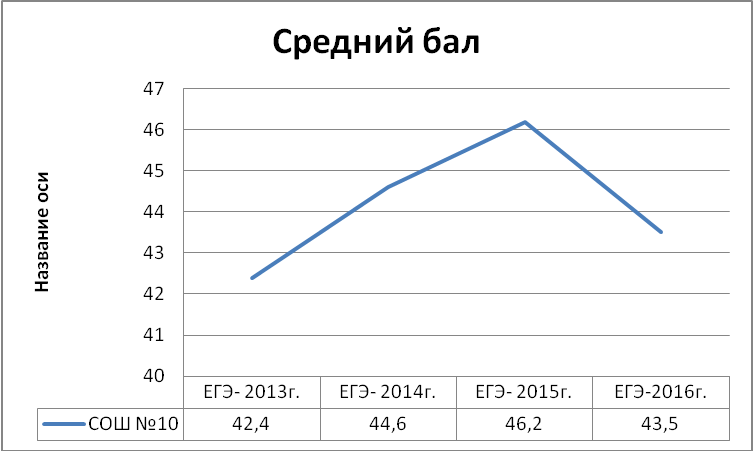 Средний бал
47
46
45
44
43
42
41
40
Название оси
ЕГЭ- 2013г. ЕГЭ- 2014г. ЕГЭ- 2015г. ЕГЭ-2016г.
СОШ №10 42,4 44,6 46,2 43,5